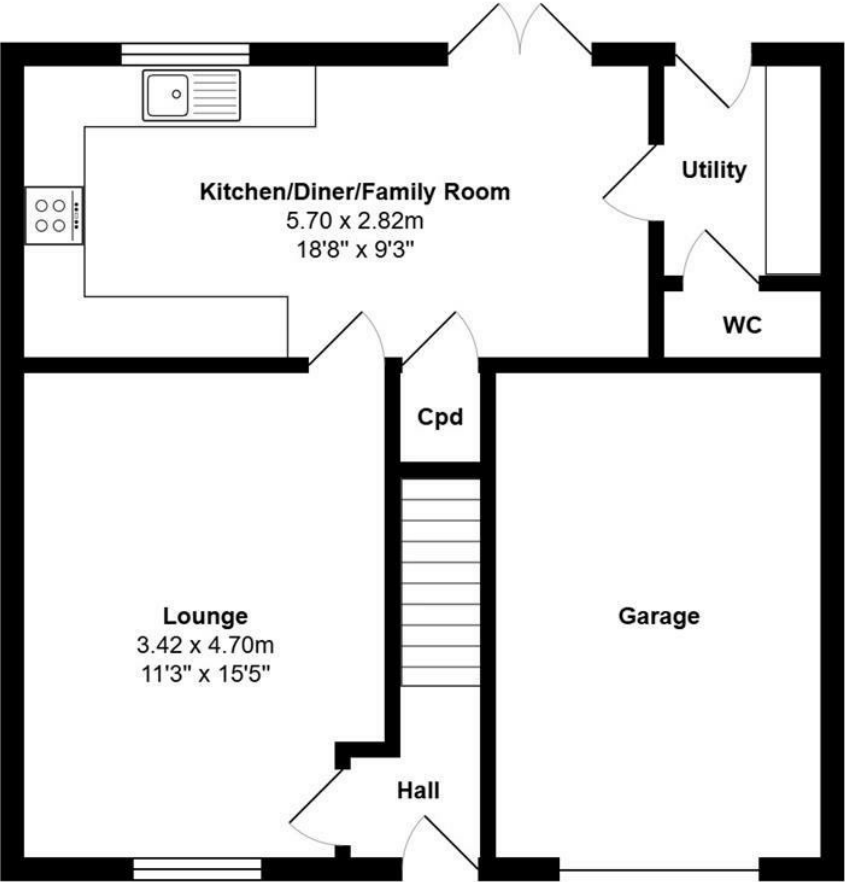 Kitchen/Diner/Family Room
5.70 x 2.82m
18'8" x 9'3"
Utility
WC
Cpd
Lounge
3.42 x 4.70m
11'3" x 15'5"
Garage
Hall